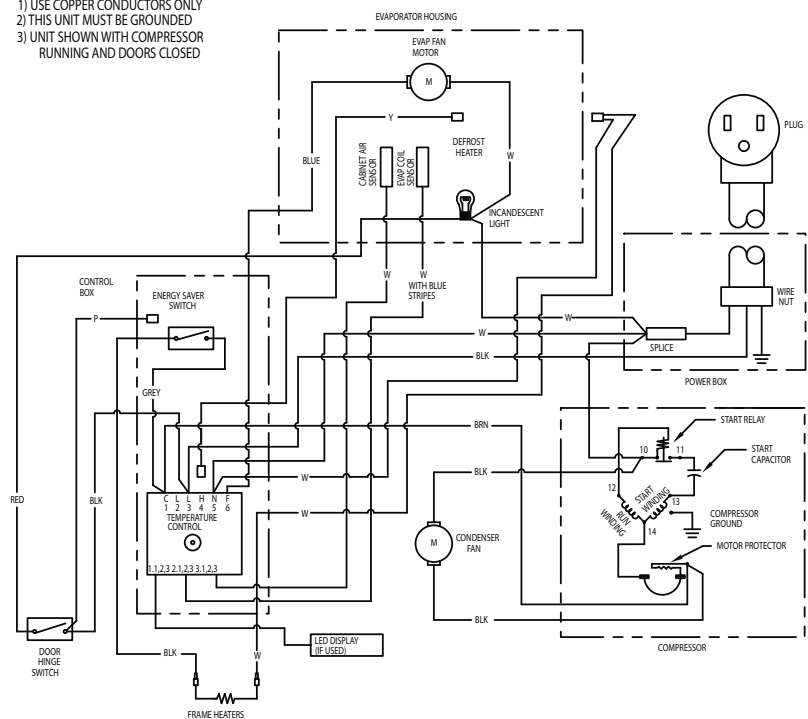 1) USE COPPER CONDUCTORS ONLY
2) THIS UNIT MUST BE GROUNDED
3) UNIT SHOWN WITH COMPRESSOR
RUNNING AND DOORS CLOSED
EVAPORATOR HOUSING
EVAP FAN
MOTOR
M
Y
BLUE
CABINET AIR
SENSOR
EVAP COIL
SENSOR
DEFROST
HEATER
W
INCANDESCENT
LIGHT
PLUG
W
W
WITH BLUE
STRIPES
CONTROL
BOX
ENERGY SAVER
SWITCH
P
GREY
W
W
BLK
SPLICE
WIRE
NUT
POWER BOX
RED
BLK
BRN
BLK
W
W
C L L H N F
1 2 3 4 5 6
TEMPERATURE
CONTROL
1.1,2,3 2.1,2,3 3.1,2,3
M
CONDENSER
FAN
BLK
START RELAY
10
11
START
CAPACITOR
12
START
WINDING
13
RUN
WINDING
14
COMPRESSOR
GROUND
MOTOR PROTECTOR
COMPRESSOR
DOOR
HINGE
SWITCH
BLK
W
LED DISPLAY
(IF USED)
FRAME HEATERS